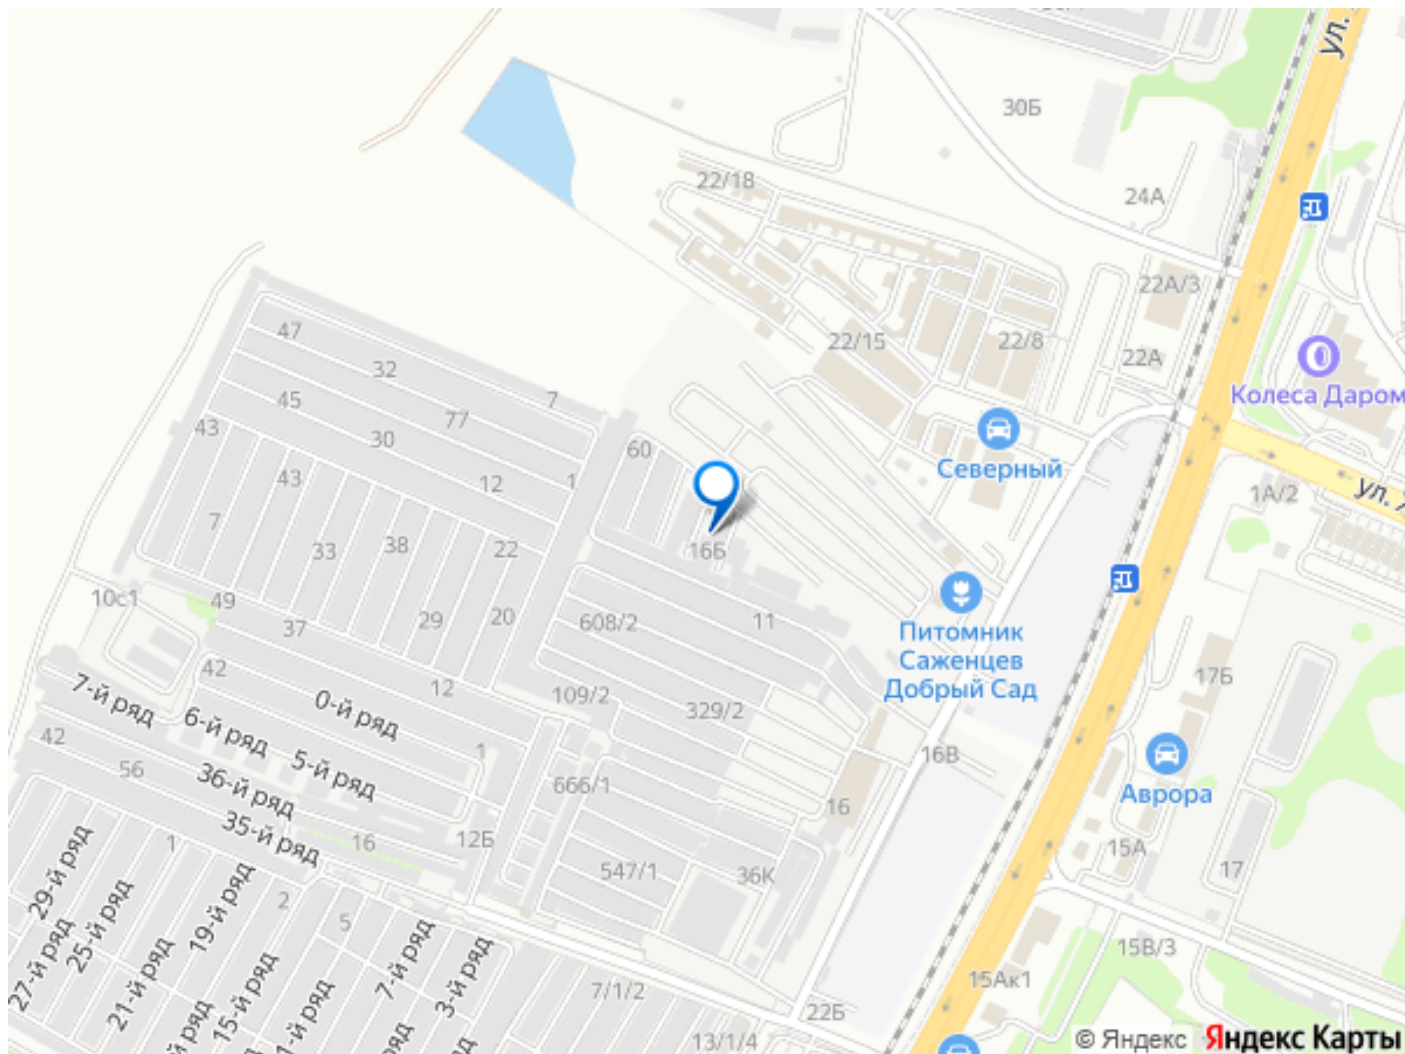 ул.
30Б
22/18
24А
22А/3
47
22/15
22/8
22А
32
Колеса Даром
45
7
77
43
30
60
Северный
43
12
1
1А/2
ул.
7
33
38
22
16Б
10с1
49
37
29
20
608/2
11
Питомник
Саженцев
Добрый Сад
42
12
17Б
7-й ряд
0-й ряд
109/2
329/2
6-й ряд
5-й ряд
1
42
16В
56
36-й ряд
666/1
Аврора
16
35-й ряд
16
12Б
15А
1
547/1
36К
17
29-й ряд
25-й ряд
19-й ряд
2
5
27-й ряд
21-й ряд
15-й ряд
7-й ряд
3-й ряд
15В/3
15Ак1
7/1/2
22Б
й ряд
1-й ряд
ряд
ряд
13/1/4
© Яндекс Яндекс Карты